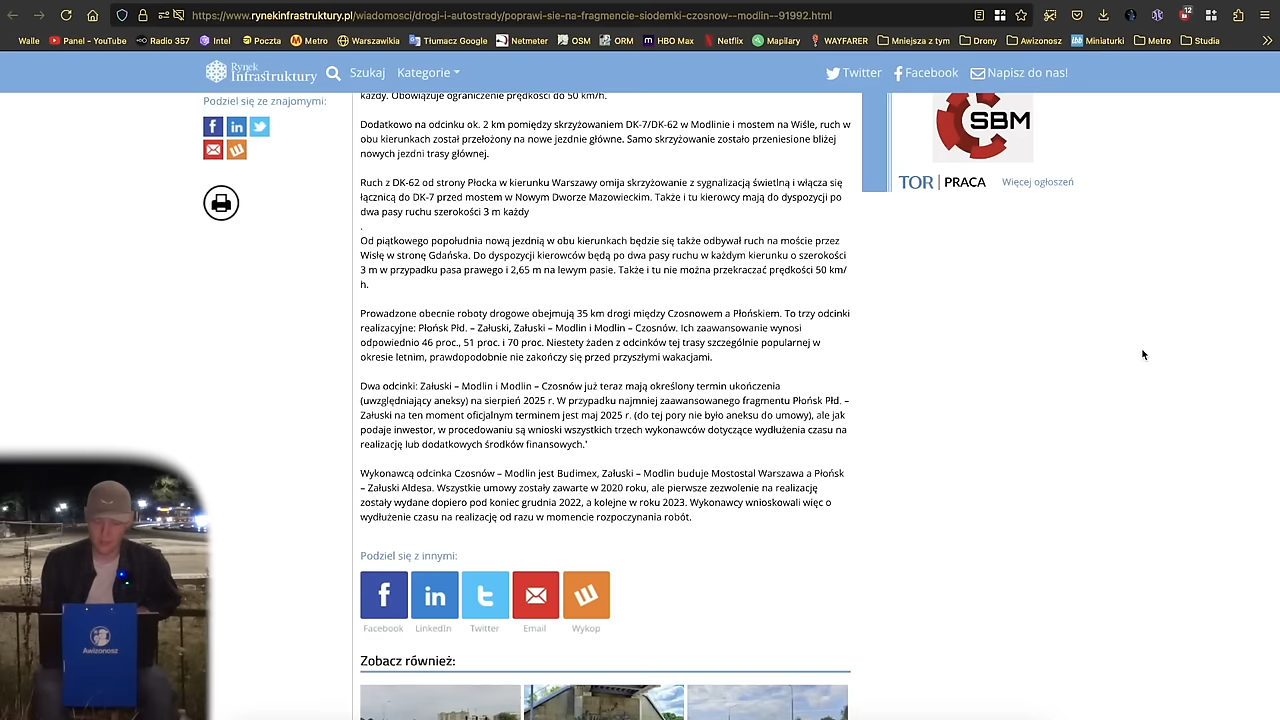 https://www.rynekinfrastruktury.pl/wiadomosci/drogi-i-autostrady/poprawi-sie-na-fragmencie-siodemki-czosnow--modlin--91992.html
12
Walle
Panel - YouTube
Radio 357
Intel
Poczta
Metro
Warszawikia
Tłumacz Google
Netmeter
OSM
ORM
HBO Max
Netflix
Mapilary
WAYFARER
Mniejsza z tym
Drony
Awizonosz
Miniaturki
Metro
Studia
Rynek
Infrastruktury
Szukaj
Kategorie
Twitter
Facebook
Napisz do nas!
Podziel się ze znajomymi:
każdy. Obowiązuje ograniczenie prędkości do 50 km/h.
Dodatkowo na odcinku ok. 2 km pomiędzy skrzyżowaniem DK-7/DK-62 w Modlinie i mostem na Wiśle, ruch w
obu kierunkach został przełożony na nowe jezdnie główne. Samo skrzyżowanie zostało przeniesione bliżej
nowych jezdni trasy głównej.
Ruch z DK-62 od strony Płocka w kierunku Warszawy omija skrzyżowanie z sygnalizacją świetlną i włącza się
łącznicą do DK-7 przed mostem w Nowym Dworze Mazowieckim. Także i tu kierowcy mają do dyspozycji po
dwa pasy ruchu szerokości 3 m każdy
.
Od piątkowego popołudnia nową jezdnią w obu kierunkach będzie się także odbywał ruch na moście przez
Wisłę w stronę Gdańska. Do dyspozycji kierowców będą po dwa pasy ruchu w każdym kierunku o szerokości
3 m w przypadku pasa prawego i 2,65 m na lewym pasie. Także i tu nie można przekraczać prędkości 50 km/
h.
Prowadzone obecnie roboty drogowe obejmują 35 km drogi między Czosnowem a Płońskiem. To trzy odcinki
realizacyjne: Płońsk Płd. – Załuski, Załuski – Modlin i Modlin – Czosnów. Ich zaawansowanie wynosi
odpowiednio 46 proc., 51 proc. i 70 proc. Niestety żaden z odcinków tej trasy szczególnie popularnej w
okresie letnim, prawdopodobnie nie zakończy się przed przyszłymi wakacjami.
Dwa odcinki: Załuski – Modlin i Modlin – Czosnów już teraz mają określony termin ukończenia
(uwzględniający aneksy) na sierpień 2025 r. W przypadku najmniej zaawansowanego fragmentu Płońsk Płd. –
Załuski na ten moment oficjalnym terminem jest maj 2025 r. (do tej pory nie było aneksu do umowy), ale jak
podaje inwestor, w procedowaniu są wnioski wszystkich trzech wykonawców dotyczące wydłużenia czasu na
realizację lub dodatkowych środków finansowych.'
Wykonawcą odcinka Czosnów – Modlin jest Budimex, Załuski – Modlin buduje Mostostal Warszawa a Płońsk
– Załuski Aldesa. Wszystkie umowy zostały zawarte w 2020 roku, ale pierwsze zezwolenie na realizację
zostały wydane dopiero pod koniec grudnia 2022, a kolejne w roku 2023. Wykonawcy wnioskowali więc o
wydłużenie czasu na realizację od razu w momencie rozpoczynania robót.
SBM
TOR | PRACA
Więcej ogłoszeń
Podziel się z innymi:
Facebook
LinkedIn
Twitter
Email
Wykop
Zobacz również:
Awizonosz